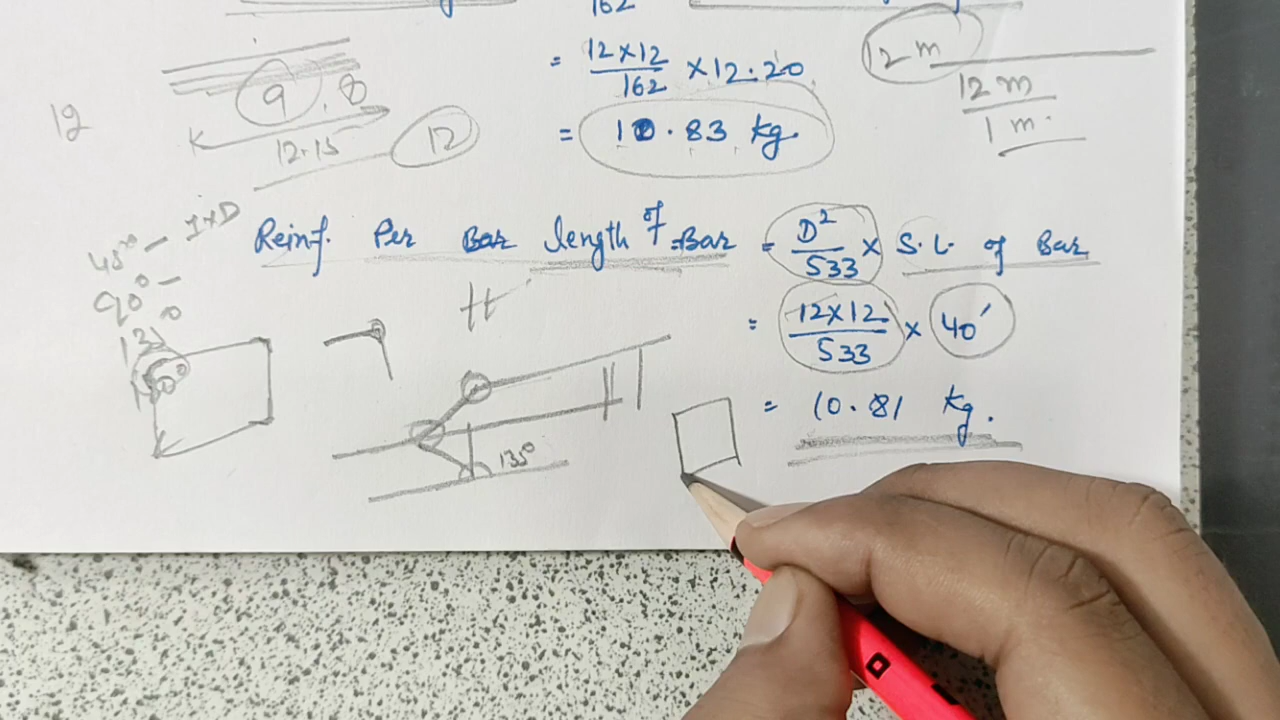 162
= 12×12/162 × 12.20
= 10.83 kg.
12 m
12 m
1 m.
12
9
.8
12.15
12
45° - 1×D
90° -
135°
Reinf. Per Bar length of Bar = D²/533 × S.L. of Bar
= 12×12/533 × 40'
= 10.81 kg.
135°